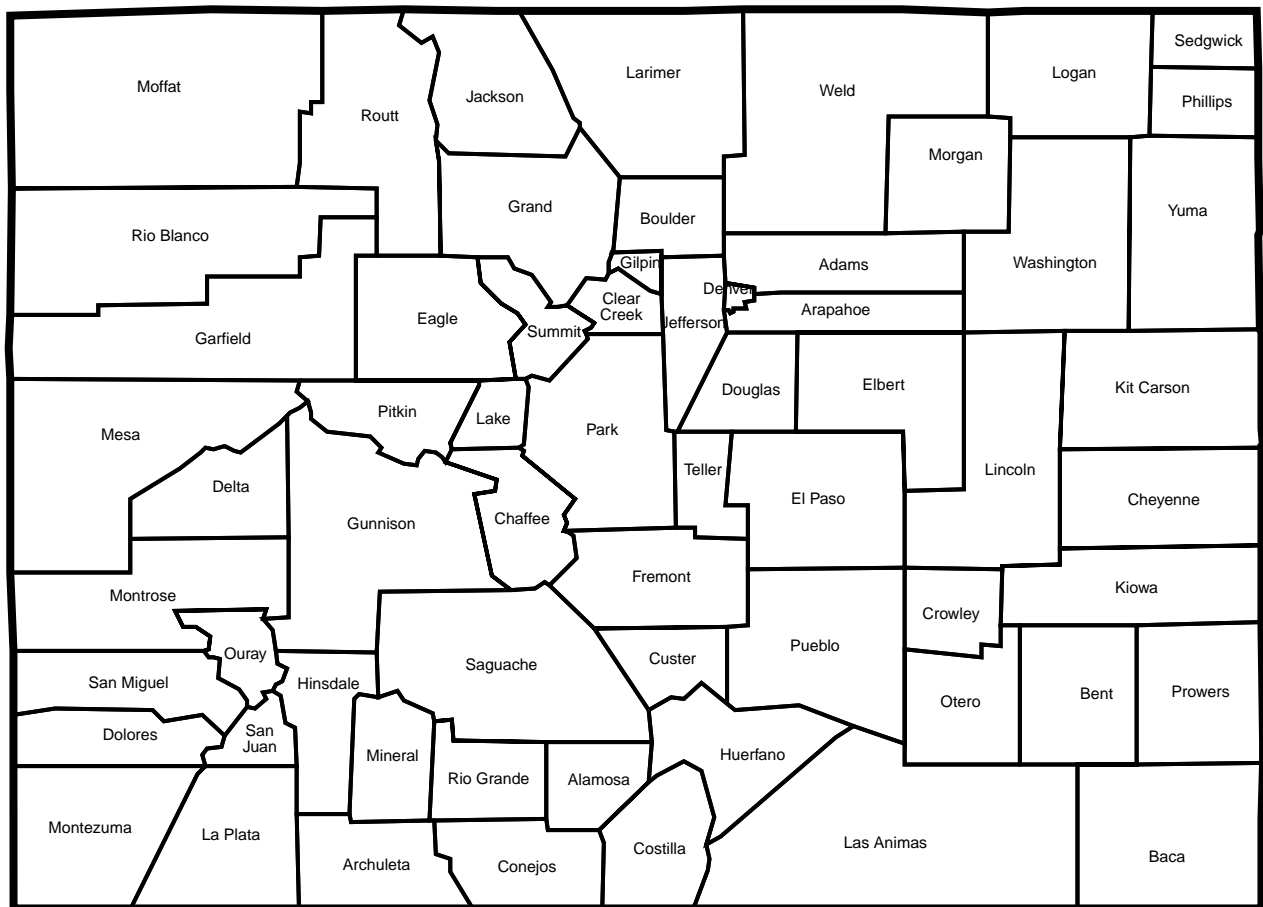 Sedgwick
Moffat
Larimer
Logan
Weld
Jackson
Phillips
Routt
Morgan
Grand
Yuma
Boulder
Rio Blanco
Gilpin
Adams
Washington
Denver
Clear
Creek
Arapahoe
Eagle
Summit
Jefferson
Garfield
Douglas
Elbert
Kit Carson
Pitkin
Lake
Park
Mesa
Teller
Lincoln
Delta
El Paso
Cheyenne
Gunnison
Chaffee
Fremont
Montrose
Kiowa
Crowley
Ouray
Saguache
Custer
Pueblo
San Miguel
Hinsdale
Otero
Bent
Prowers
Dolores
San
Juan
Mineral
Huerfano
Rio Grande
Alamosa
Montezuma
La Plata
Costilla
Las Animas
Archuleta
Conejos
Baca